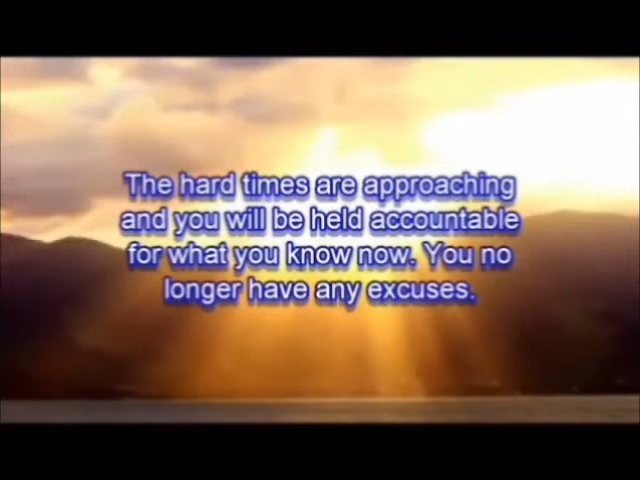 The hard times are approaching
and you will be held accountable
for what you know now. You no
longer have any excuses.